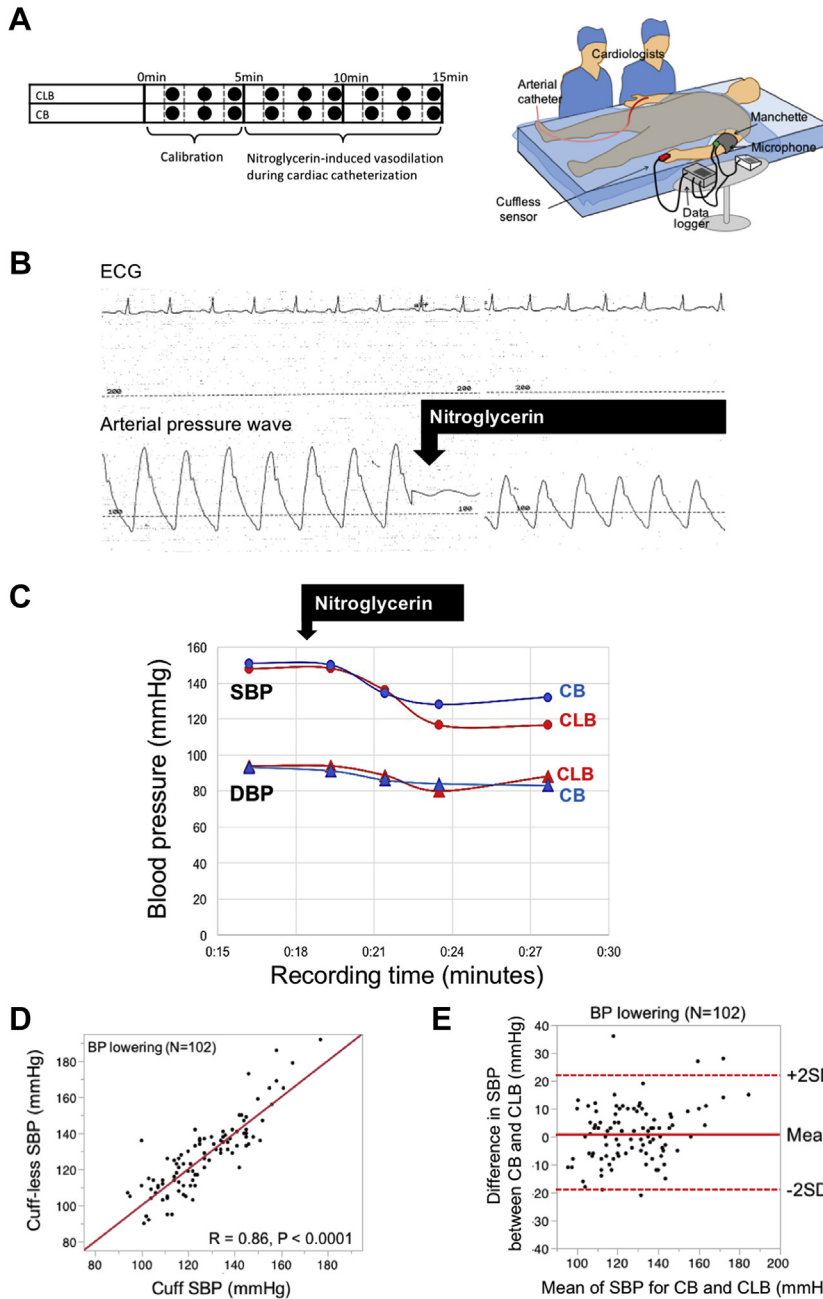 A
0min
5min
10min
15min
CLB
CB
Calibration
Nitroglycerin-induced vasodilation
during cardiac catheterization
Cardiologists
Arterial
catheter
Manchette
Microphone
Cuffless
sensor
Data
logger
B
ECG
200
200
200
Nitroglycerin
Arterial pressure wave
100
100
100
C
Nitroglycerin
Blood pressure (mmHg)
160
140
120
100
80
60
40
20
0
SBP
CB
CLB
DBP
CLB
CB
0:15
0:18
0:21
0:24
0:27
0:30
Recording time (minutes)
D
BP lowering (N=102)
Cuff-less SBP (mmHg)
180
160
140
120
100
80
R = 0.86, P < 0.0001
80
100
120
140
160
180
Cuff SBP (mmHg)
E
BP lowering (N=102)
Difference in SBP
between CB and CLB (mmHg)
40
30
20
10
0
-10
-20
-30
-40
+2SD
Mea
-2SD
100
120
140
160
180
200
Mean of SBP for CB and CLB (mmH